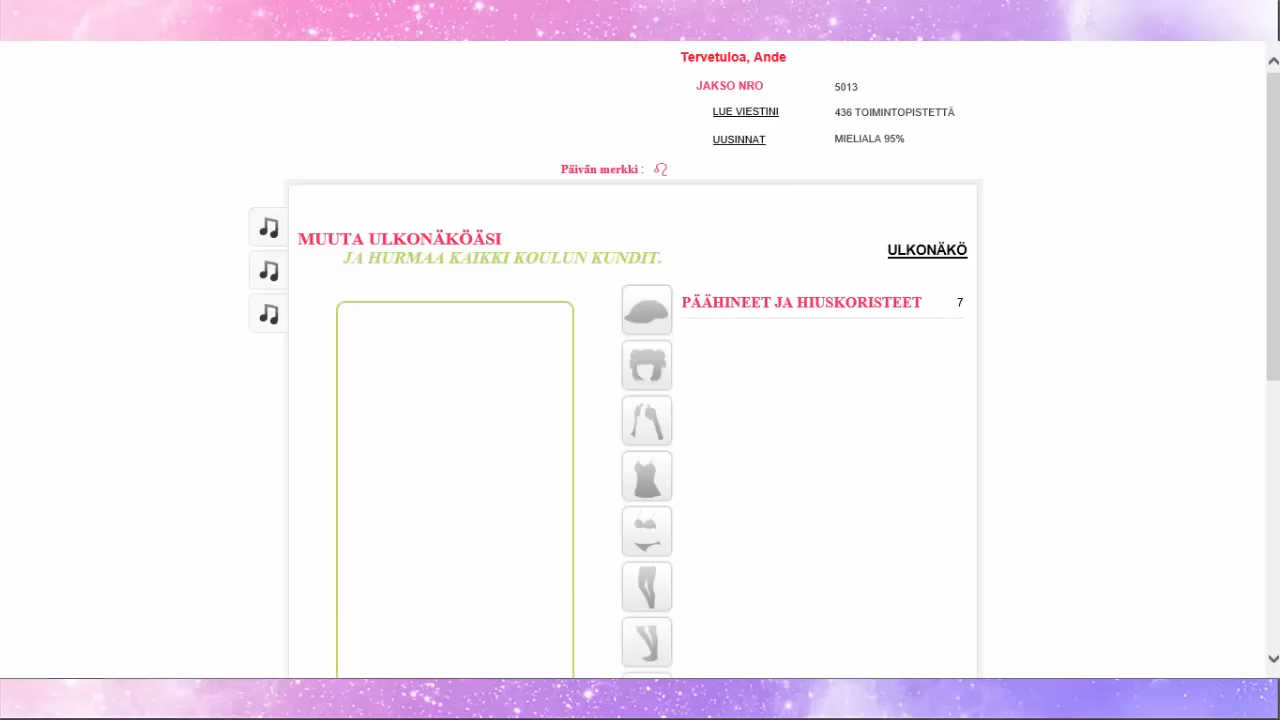 Tervetuloa, Ande
JAKSO NRO 5013
LUE VIESTINI 436 TOIMINTOPISTETTÄ
UUSINNAT MIELIALA 95%
Päivän merkki : ♌
MUUTA ULKONÄKÖÄSI
JA HURMAA KAIKKI KOULUN KUNDIT.
ULKONÄKÖ
PÄÄHINEET JA HIUSKORISTEET 7